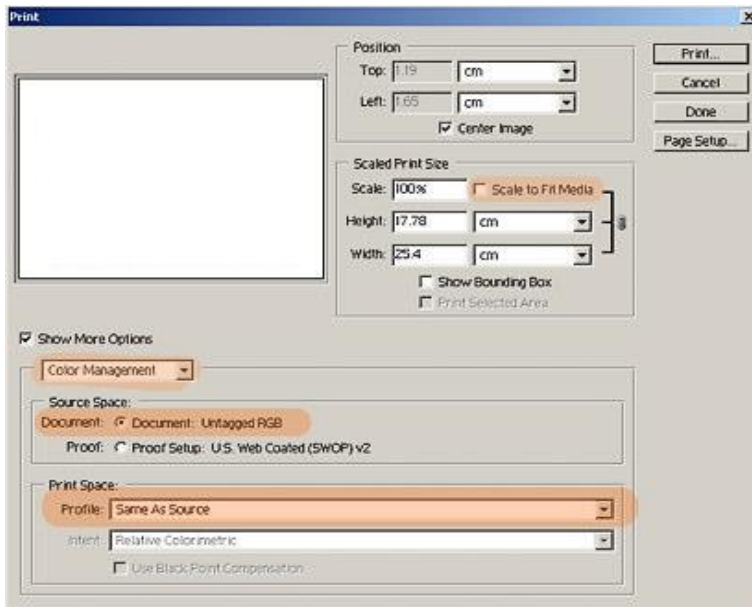 Print
Position
Top: 1.19 cm
Left: 1.65 cm
Center Image
Print...
Cancel
Done
Page Setup...
Scaled Print Size
Scale: 100% Scale to Fit Media
Height: 17.78 cm
Width: 25.4 cm
Show Bounding Box
Print Selected Area
Show More Options
Color Management
Source Space:
Document: Document: Untagged RGB
Proof: Proof Setup: U.S. Web Coated (SWOP) v2
Print Space:
Profile: Same As Source
Intent: Relative Colorimetric
Use Black Point Compensation